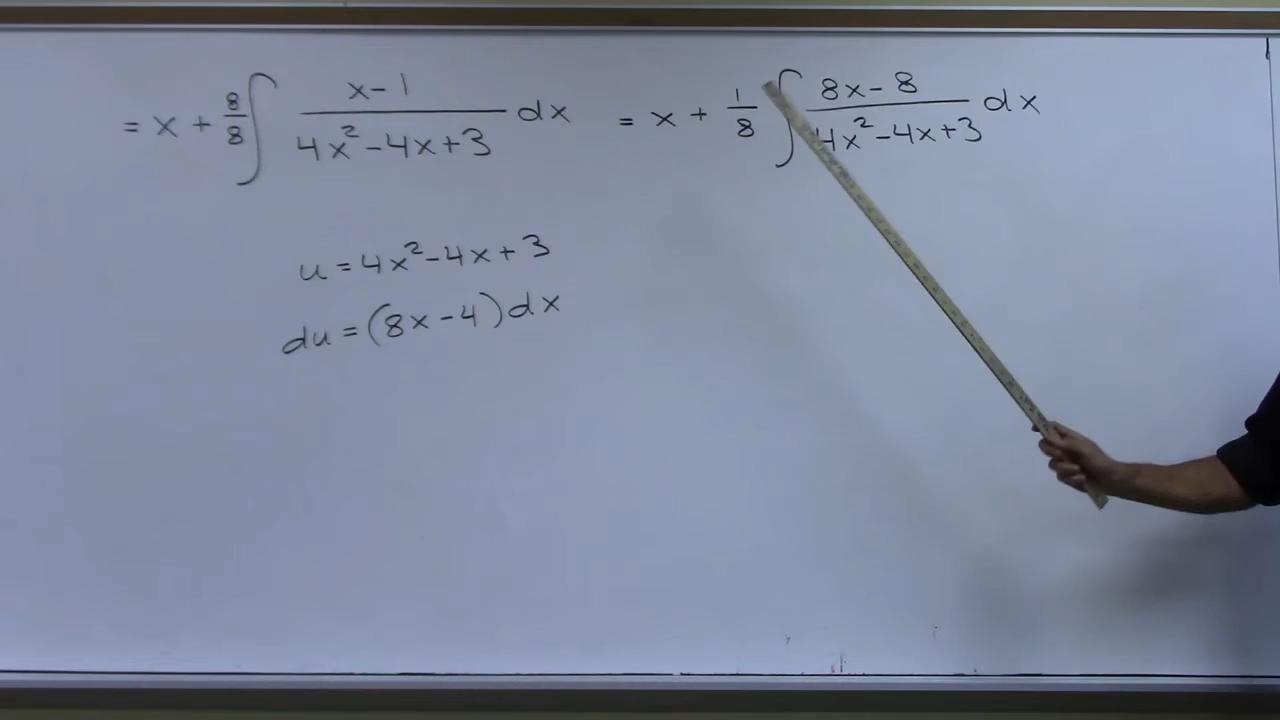 = x + 8/8 ∫ (x-1)/(4x²-4x+3) dx = x + 1/8 ∫ (8x-8)/(4x²-4x+3) dx
u = 4x²-4x+3
du = (8x-4)dx